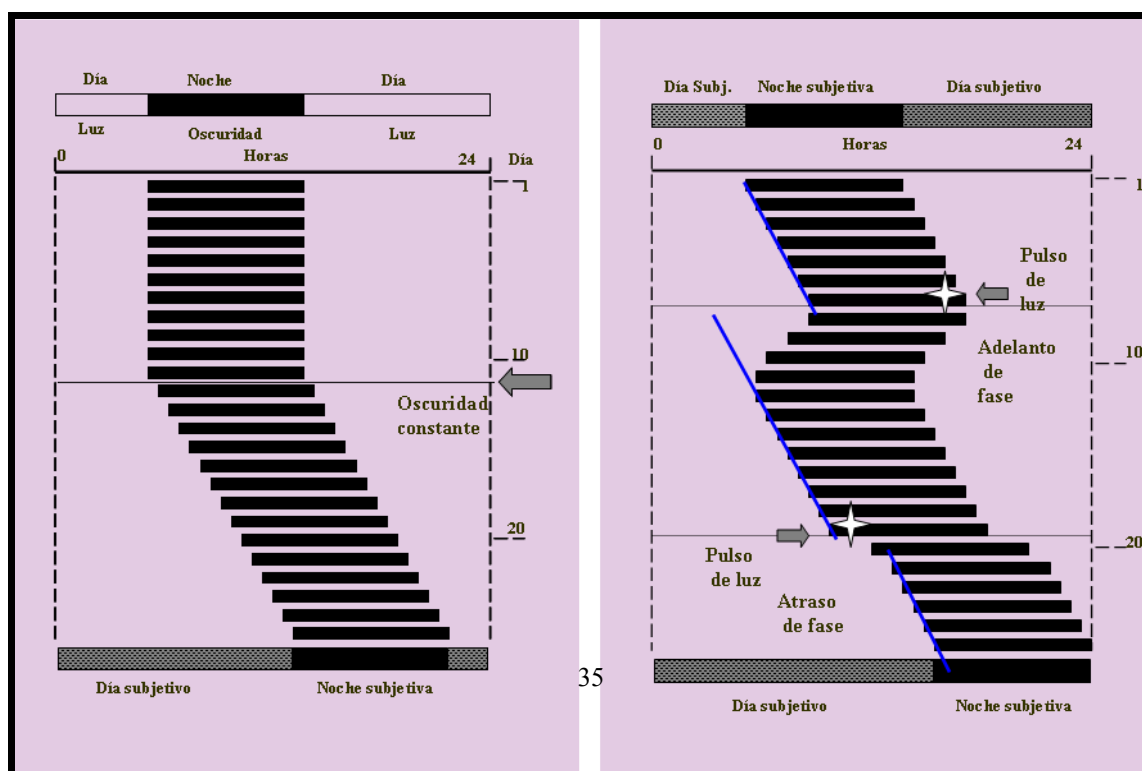 Día Noche Día
Luz Oscuridad Luz
0 Horas 24 Día
1
10
Oscuridad
constante
20
Día subjetivo Noche subjetiva
35
Día Subj. Noche subjetiva Día subjetivo
0 Horas 24
1
Pulso
de
luz
Adelanto
de
fase
10
Pulso
de luz
Atraso
de fase
20
Día subjetivo Noche subjetiva